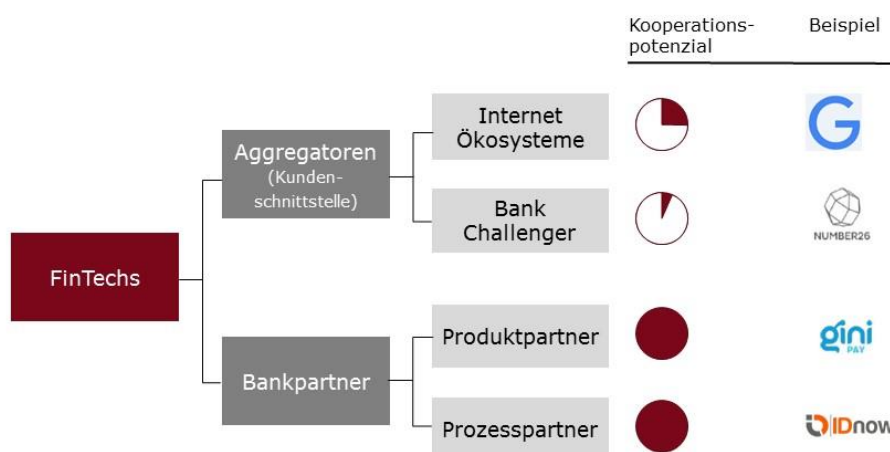 Kooperations-
potenzial
Beispiel
Internet
Ökosysteme
G
Aggregatoren
(Kunden-
schnittstelle)
Bank
Challenger
NUMBER26
FinTechs
Produktpartner
gini
PAY
Bankpartner
Prozesspartner
IDnow